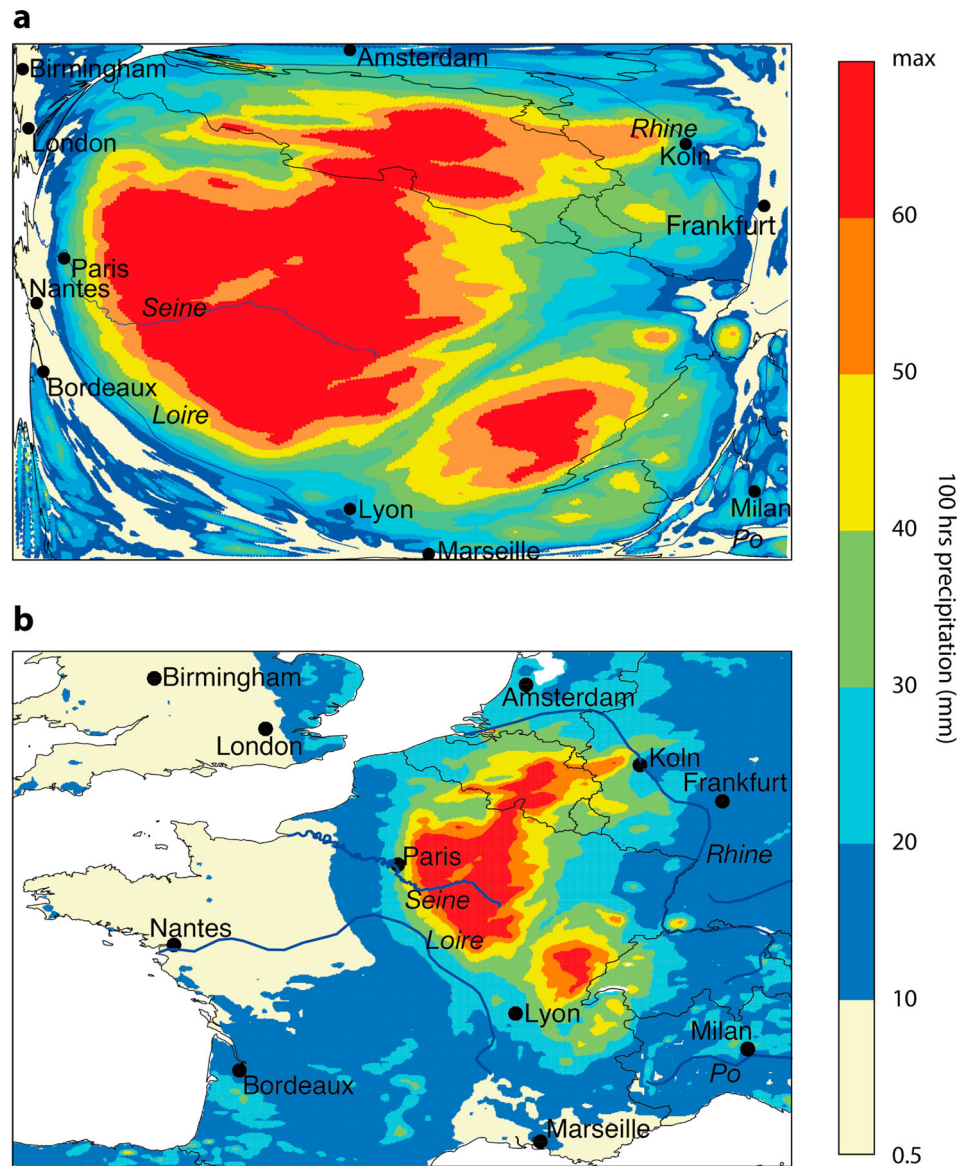 a
Birmingham
Amsterdam
London
Rhine
Köln
Frankfurt
Paris
Nantes
Seine
Bordeaux
Loire
Lyon
Milan
Po
Marseille
b
Birmingham
Amsterdam
London
Koln
Frankfurt
Paris
Rhine
Seine
Nantes
Loire
Lyon
Milan
Po
Bordeaux
Marseille
max
60
50
40
30
20
10
0.5
100 hrs precipitation (mm)